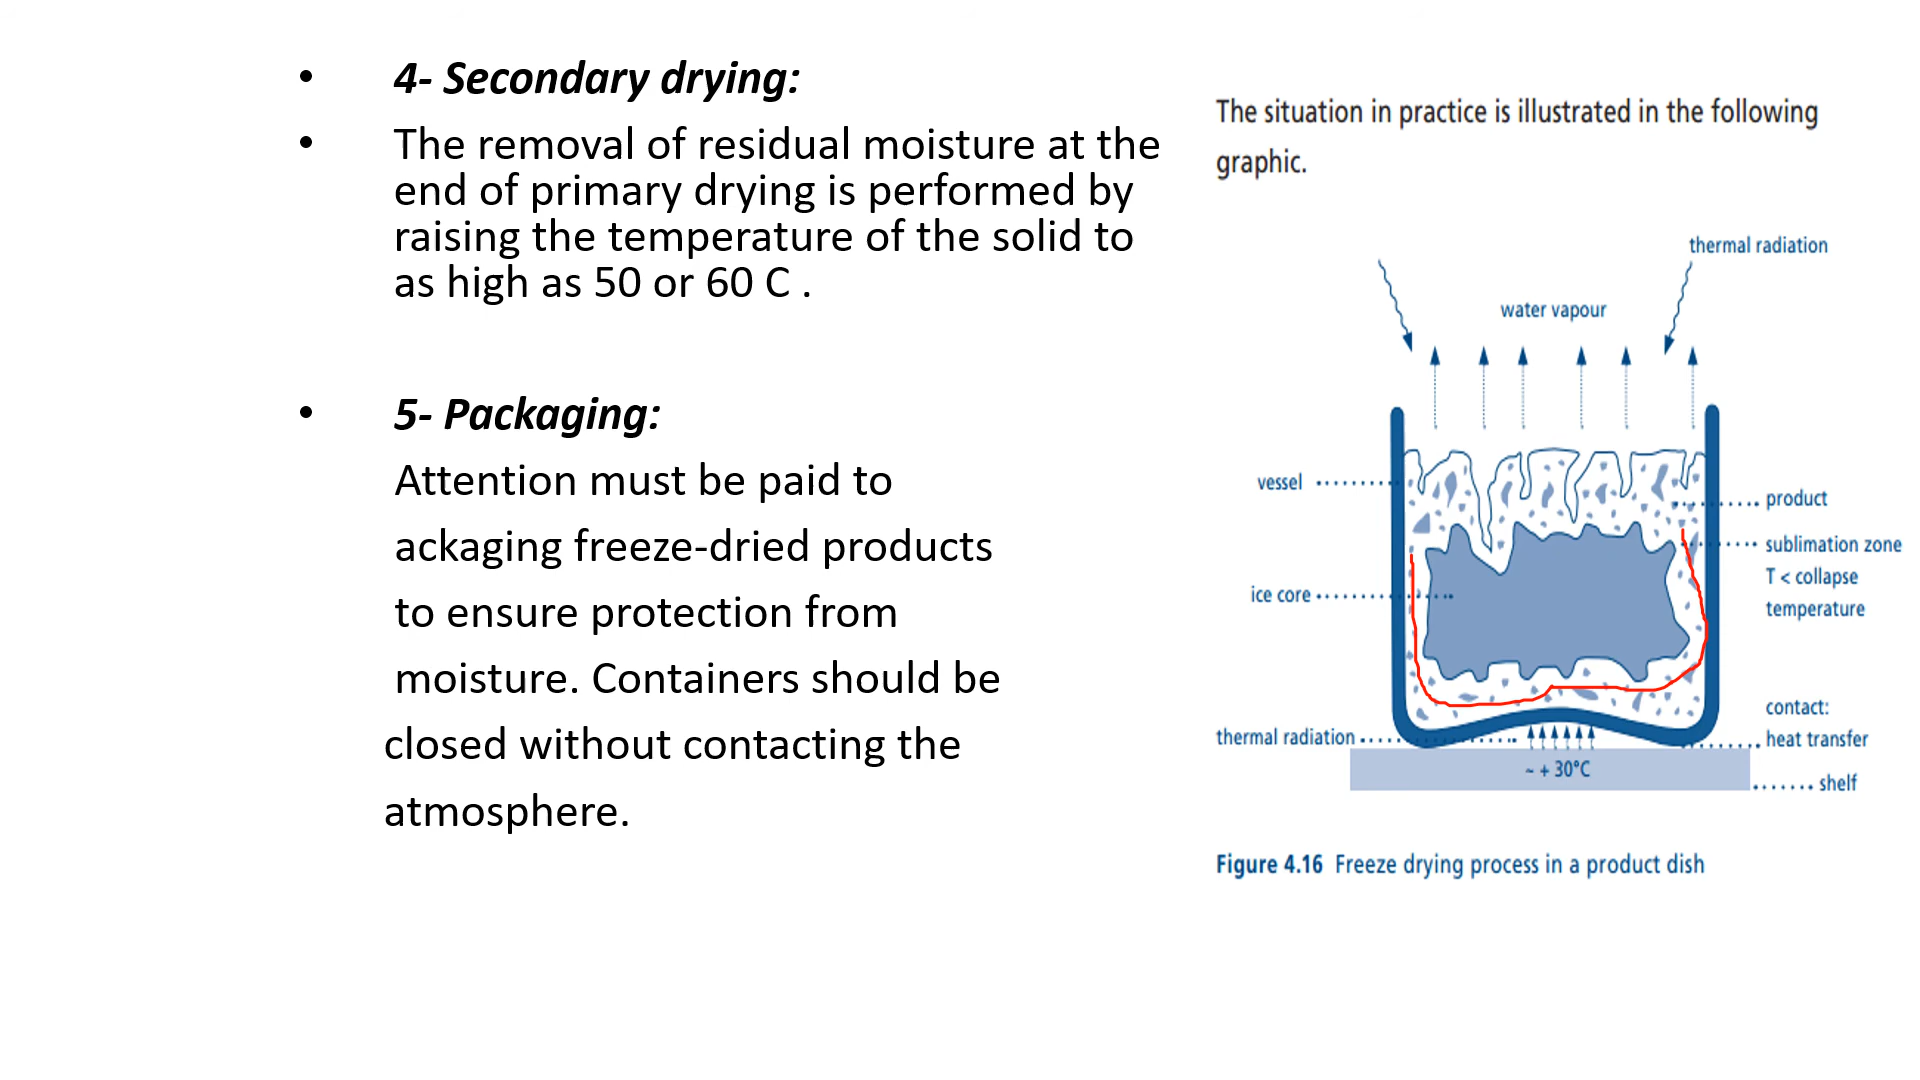 • 4- Secondary drying:
• The removal of residual moisture at the
end of primary drying is performed by
raising the temperature of the solid to
as high as 50 or 60 C .
• 5- Packaging:
Attention must be paid to
ackaging freeze-dried products
to ensure protection from
moisture. Containers should be
closed without contacting the
atmosphere.
The situation in practice is illustrated in the following
graphic.
thermal radiation
water vapour
vessel
product
sublimation zone
T < collapse
temperature
ice core
contact:
heat transfer
thermal radiation
~ + 30°C
shelf
Figure 4.16 Freeze drying process in a product dish